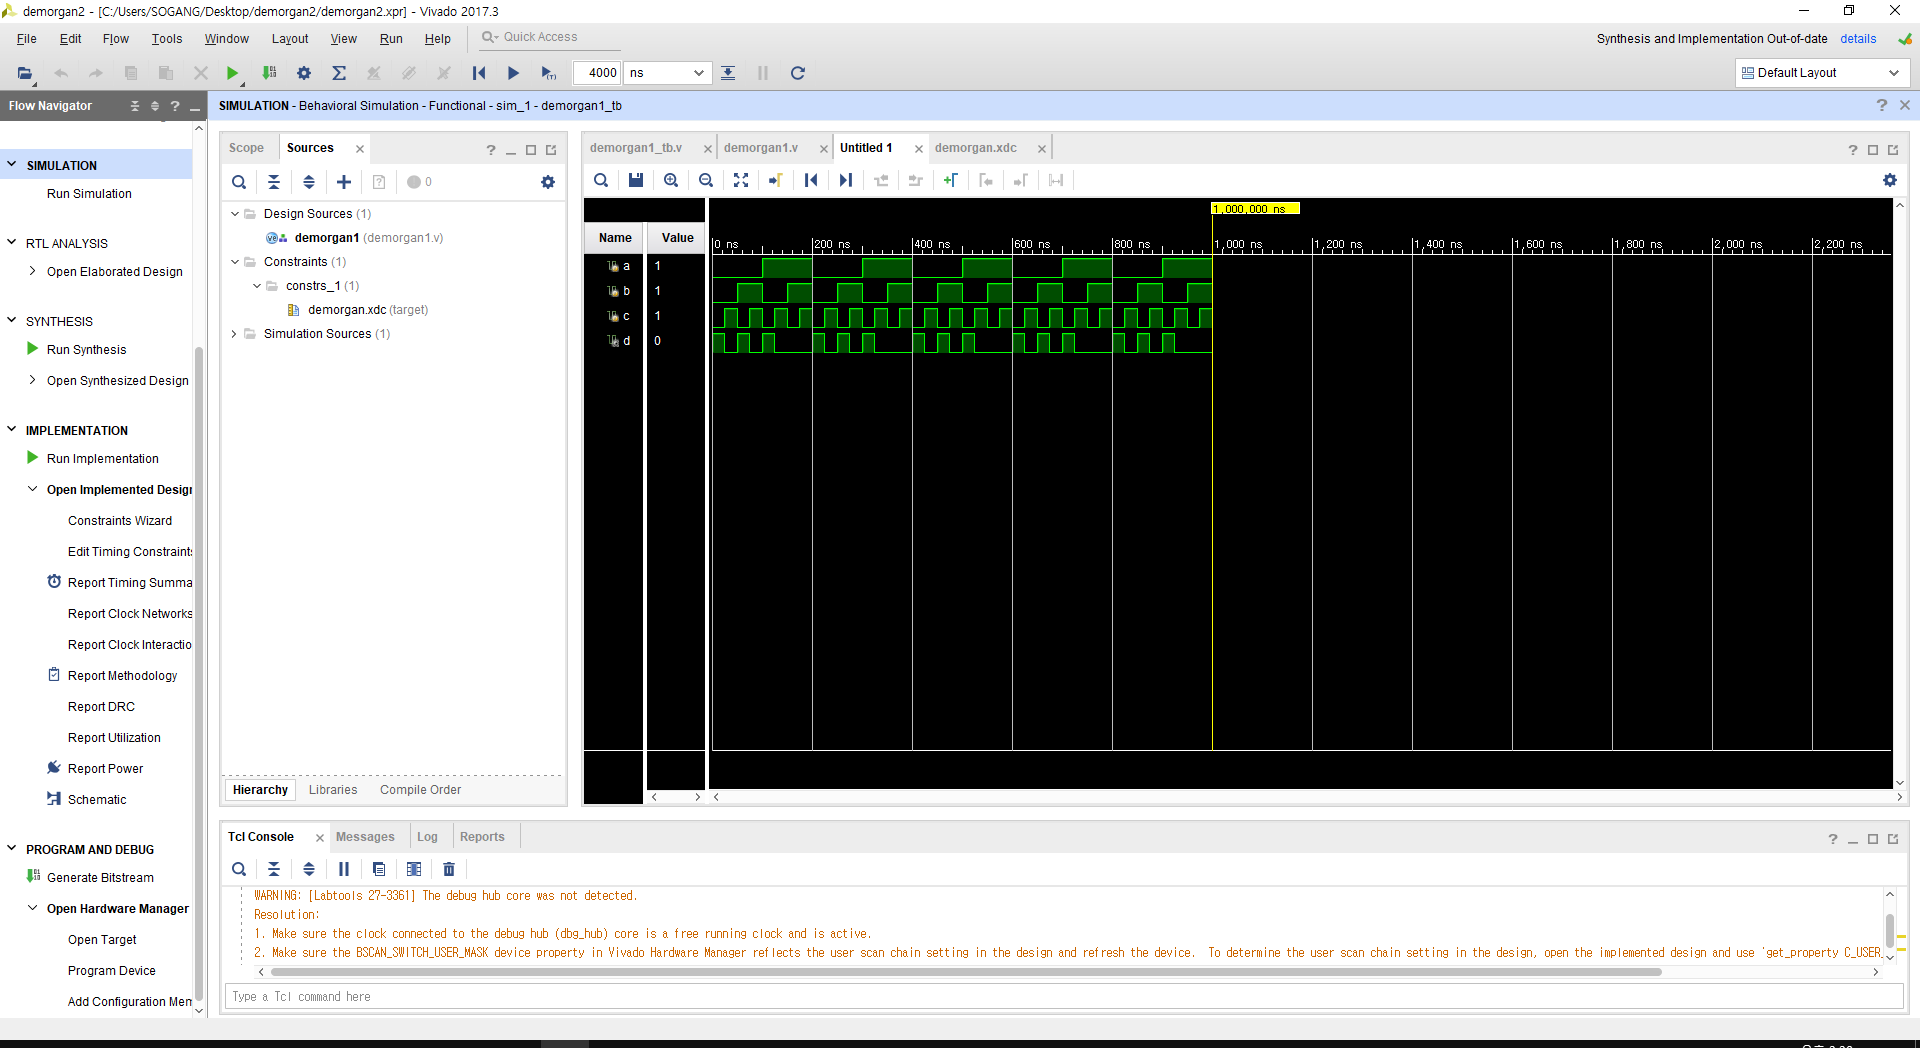 demorgan2 - [C:/Users/SOGANG/Desktop/demorgan2/demorgan2.xpr] - Vivado 2017.3
File Edit Flow Tools Window Layout View Run Help Quick Access
Synthesis and Implementation Out-of-date details
4000 ns
Default Layout
Flow Navigator
SIMULATION - Behavioral Simulation - Functional - sim_1 - demorgan1_tb
SIMULATION
Run Simulation
RTL ANALYSIS
Open Elaborated Design
SYNTHESIS
Run Synthesis
Open Synthesized Design
IMPLEMENTATION
Run Implementation
Open Implemented Design
Constraints Wizard
Edit Timing Constraints
Report Timing Summa
Report Clock Networks
Report Clock Interactio
Report Methodology
Report DRC
Report Utilization
Report Power
Schematic
PROGRAM AND DEBUG
Generate Bitstream
Open Hardware Manager
Open Target
Program Device
Add Configuration Mem
Scope Sources
0
Design Sources (1)
demorgan1 (demorgan1.v)
Constraints (1)
constrs_1 (1)
demorgan.xdc (target)
Simulation Sources (1)
Hierarchy Libraries Compile Order
demorgan1_tb.v demorgan1.v Untitled 1 demorgan.xdc
1,000,000 ns
Name Value
0 ns 200 ns 400 ns 600 ns 800 ns 1,000 ns 1,200 ns 1,400 ns 1,600 ns 1,800 ns 2,000 ns 2,200 ns
a 1
b 1
c 1
d 0
Tcl Console Messages Log Reports
WARNING: [Labtools 27-3361] The debug hub core was not detected.
Resolution:
1. Make sure the clock connected to the debug hub (dbg_hub) core is a free running clock and is active.
2. Make sure the BSCAN_SWITCH_USER_MASK device property in Vivado Hardware Manager reflects the user scan chain setting in the design and refresh the device. To determine the user scan chain setting in the design, open the implemented design and use 'get_property C_USER_
Type a Tcl command here